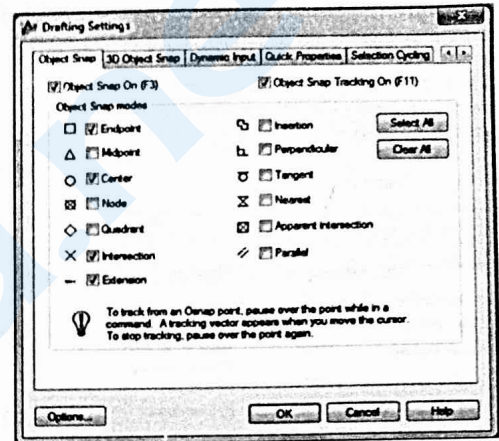 Drafting Settings
Object Snap 3D Object Snap Dynamic Input Quick Properties Selection Cycling
Object Snap On (F3)
Object Snap Tracking On (F11)
Object Snap modes
Endpoint
Midpoint
Center
Node
Quadrant
Intersection
Extension
Insertion
Perpendicular
Tangent
Nearest
Apparent intersection
Parallel
Select All
Clear All
To track from an Osnap point, pause over the point while in a
command. A tracking vector appears when you move the cursor.
To stop tracking, pause over the point again.
Options...
OK
Cancel
Help